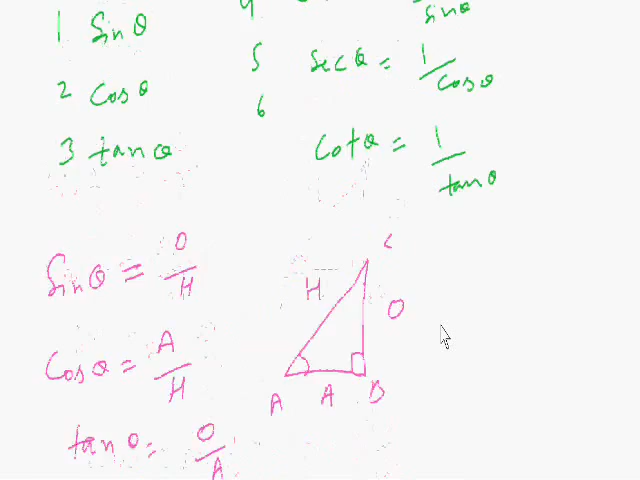 1 Sinθ
2 Cosθ
3 tanθ
4
sinθ
5 Secθ = 1/Cosθ
6
Cotθ = 1/tanθ
Sinθ = O/H
Cosθ = A/H
tanθ = O/A
C
H
O
A
A
B